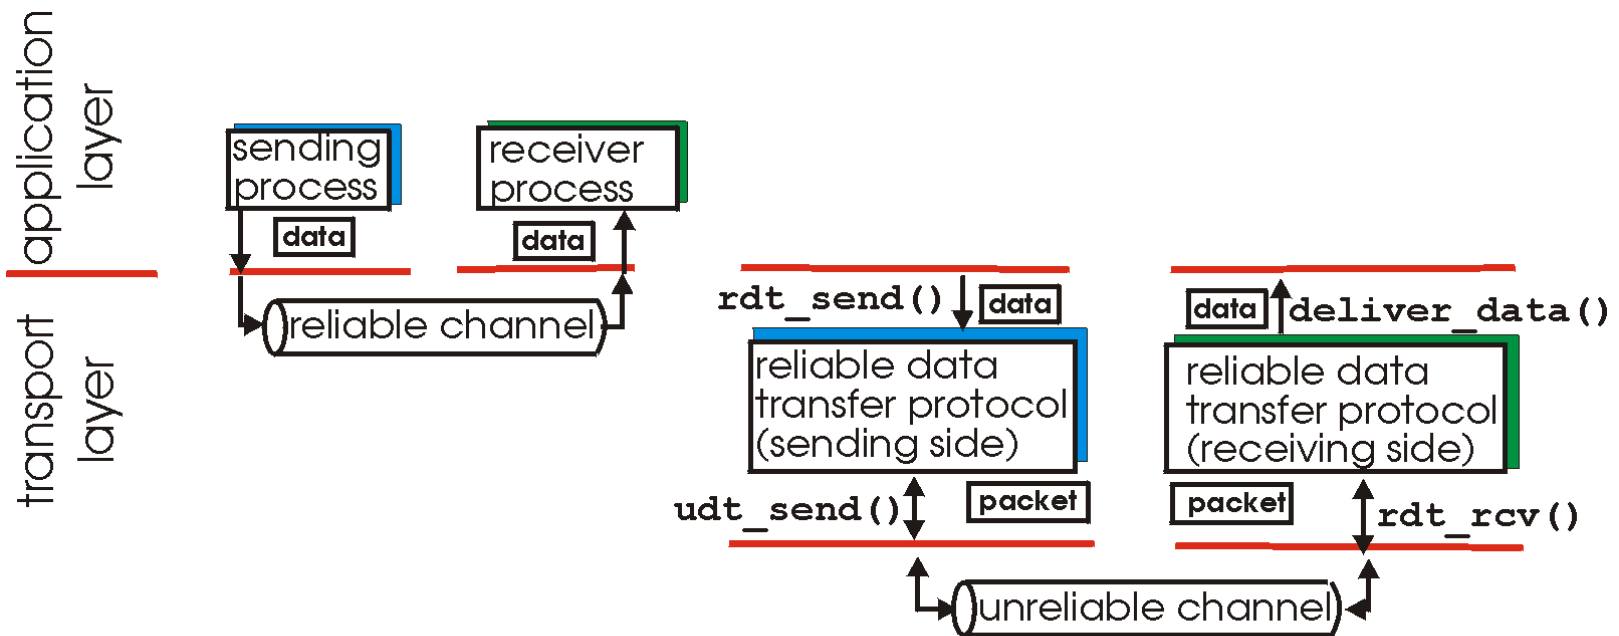 application
layer
transport
layer
sending
process
receiver
process
data
data
reliable channel
rdt_send()
data
data
deliver_data()
reliable data
transfer protocol
(sending side)
reliable data
transfer protocol
(receiving side)
udt_send()
packet
packet
rdt_rcv()
unreliable channel